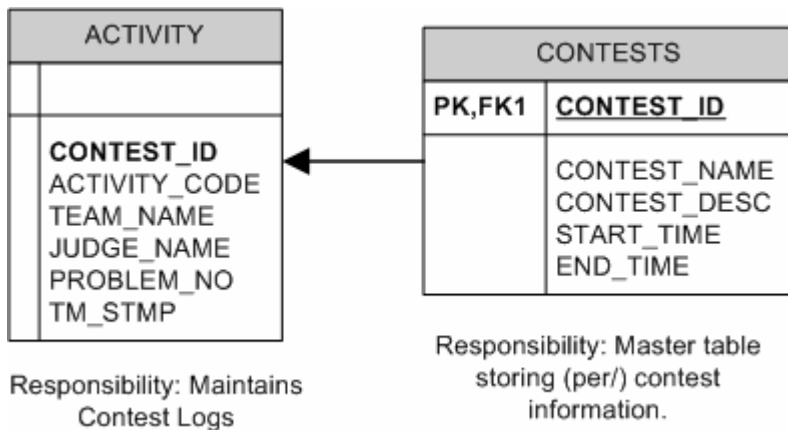 ACTIVITY
CONTEST_ID
ACTIVITY_CODE
TEAM_NAME
JUDGE_NAME
PROBLEM_NO
TM_STMP
Responsibility: Maintains
Contest Logs
CONTESTS
PK,FK1 CONTEST_ID
CONTEST_NAME
CONTEST_DESC
START_TIME
END_TIME
Responsibility: Master table
storing (per/) contest
information.